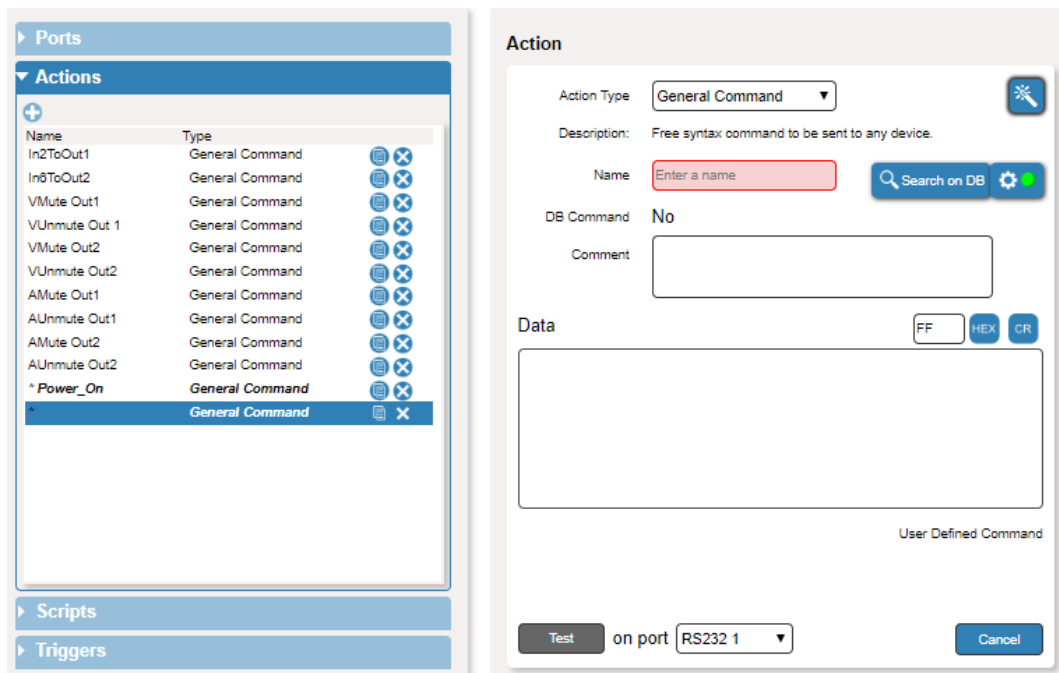 Ports
Actions
Name Type
In2ToOut1 General Command
In6ToOut2 General Command
VMute Out1 General Command
VUnmute Out 1 General Command
VMute Out2 General Command
VUnmute Out2 General Command
AMute Out1 General Command
AUnmute Out1 General Command
AMute Out2 General Command
AUnmute Out2 General Command
* Power_On General Command
* General Command
Scripts
Triggers
Action
Action Type General Command
Description: Free syntax command to be sent to any device.
Name Enter a name Search on DB
DB Command No
Comment
Data FF HEX CR
User Defined Command
Test on port RS232 1 Cancel